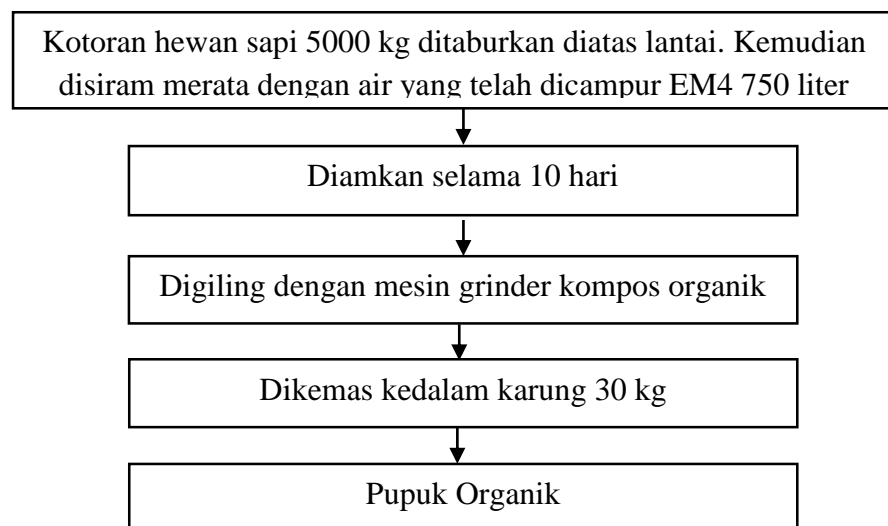 Kotoran hewan sapi 5000 kg ditaburkan diatas lantai. Kemudian
disiram merata dengan air yang telah dicampur EM4 750 liter
Diamkan selama 10 hari
Digiling dengan mesin grinder kompos organik
Dikemas kedalam karung 30 kg
Pupuk Organik